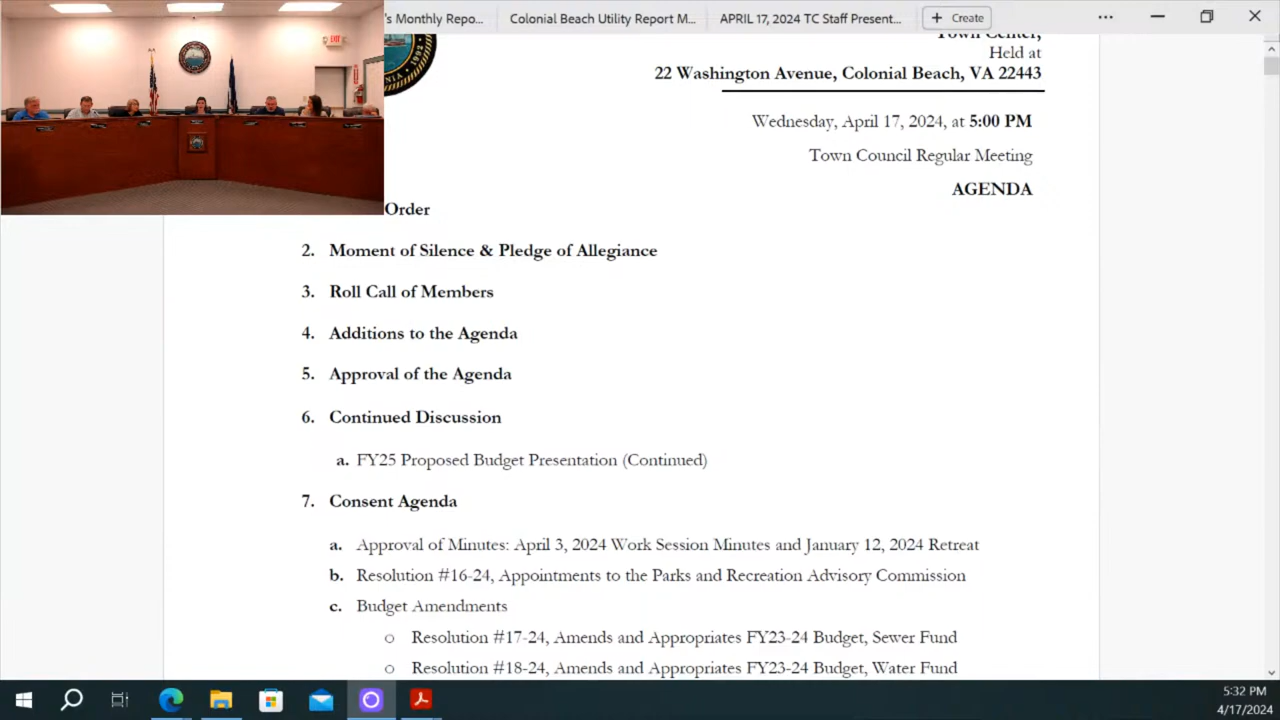 's Monthly Repo...
Colonial Beach Utility Report M...
APRIL 17, 2024 TC Staff Present...
+ Create
EXIT
Town Center,
Held at
22 Washington Avenue, Colonial Beach, VA 22443
1992
Wednesday, April 17, 2024, at 5:00 PM
Town Council Regular Meeting
AGENDA
Order
2. Moment of Silence & Pledge of Allegiance
3. Roll Call of Members
4. Additions to the Agenda
5. Approval of the Agenda
6. Continued Discussion
a. FY25 Proposed Budget Presentation (Continued)
7. Consent Agenda
a. Approval of Minutes: April 3, 2024 Work Session Minutes and January 12, 2024 Retreat
b. Resolution #16-24, Appointments to the Parks and Recreation Advisory Commission
c. Budget Amendments
o Resolution #17-24, Amends and Appropriates FY23-24 Budget, Sewer Fund
o Resolution #18-24, Amends and Appropriates FY23-24 Budget, Water Fund
5:32 PM
4/17/2024